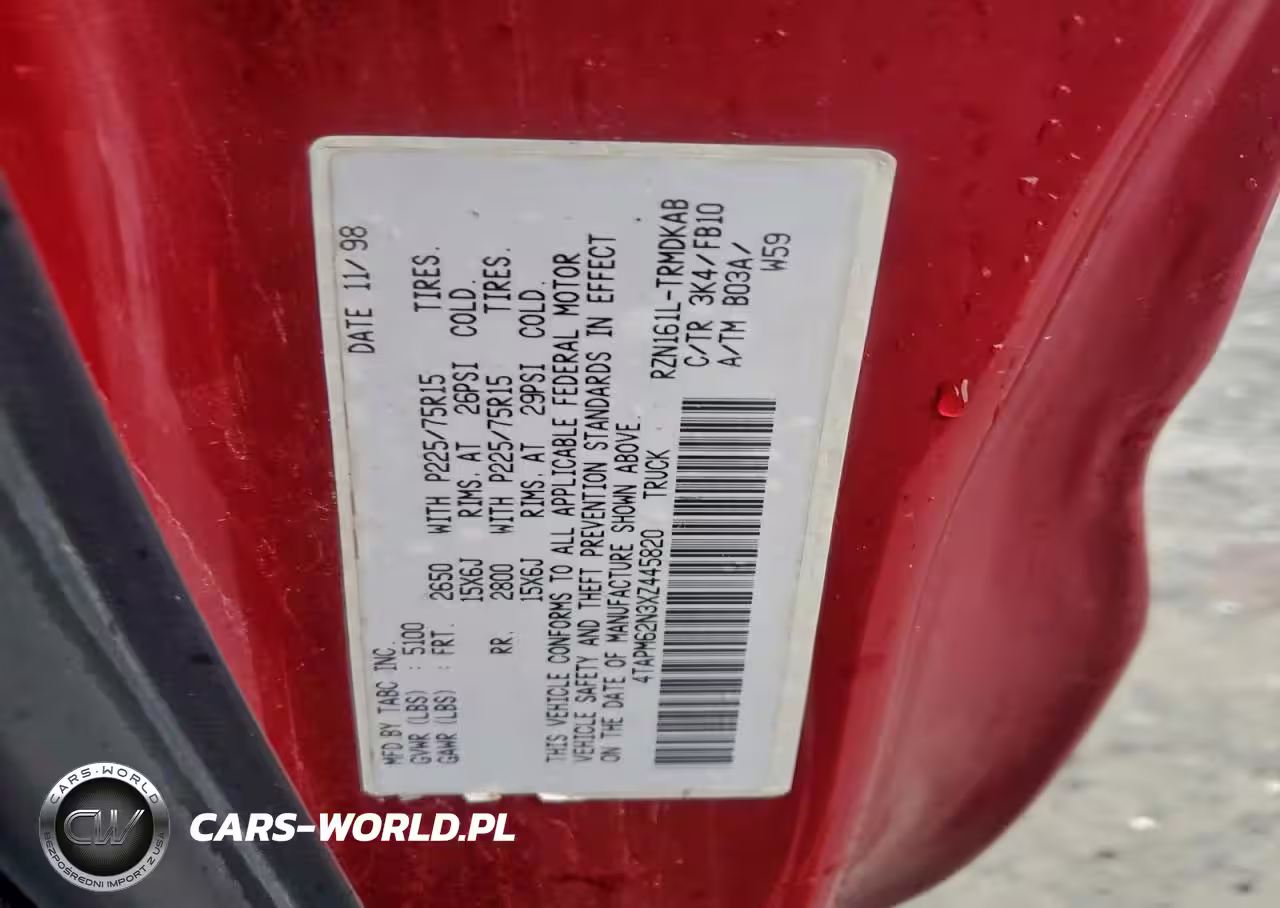 DATE 11/98
MFD BY TABC INC.
GVWR (LBS) : 5100
GAWR (LBS) : FRT. 2650 WITH P225/75R15 TIRES.
15X6J RIMS. AT 26PSI COLD.
RR. 2800 WITH P225/75R15 TIRES.
15X6J RIMS. AT 29PSI COLD.
THIS VEHICLE CONFORMS TO ALL APPLICABLE FEDERAL MOTOR
VEHICLE SAFETY AND THEFT PREVENTION STANDARDS IN EFFECT
ON THE DATE OF MANUFACTURE SHOWN ABOVE.
4TAPM62N3XZ445820 TRUCK
RZN161L-TRMDKAB
C/TR 3K4/FB10
A/TM B03A/
W59
CARS-WORLD
CW
BEZPOŚREDNI IMPORT Z USA
CARS-WORLD.PL